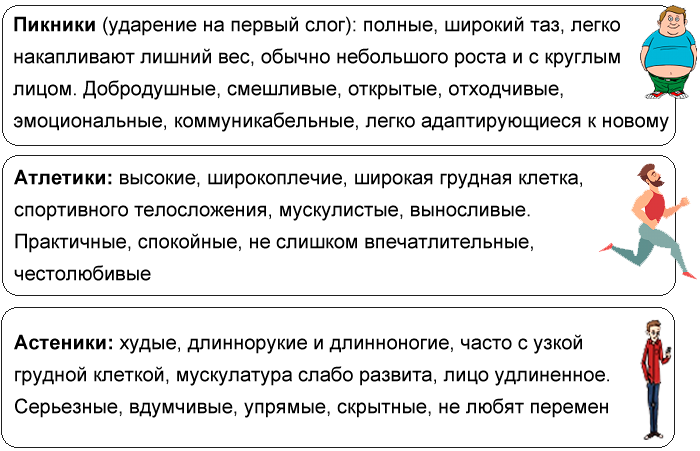 Пикники (ударение на первый слог): полные, широкий таз, легко
накапливают лишний вес, обычно небольшого роста и с круглым
лицом. Добродушные, смешливые, открытые, отходчивые,
эмоциональные, коммуникабельные, легко адаптирующиеся к новому
Атлетики: высокие, широкоплечие, широкая грудная клетка,
спортивного телосложения, мускулистые, выносливые.
Практичные, спокойные, не слишком впечатлительные,
честолюбивые
Астеники: худые, длиннорукие и длинноногие, часто с узкой
грудной клеткой, мускулатура слабо развита, лицо удлиненное.
Серьезные, вдумчивые, упрямые, скрытные, не любят перемен